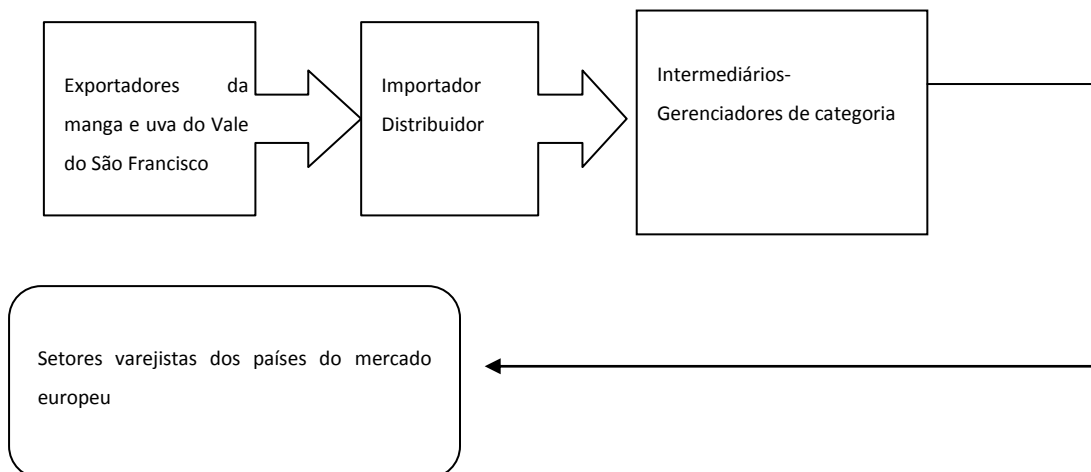 Exportadores da
manga e uva do Vale
do São Francisco
Importador
Distribuidor
Intermediários-
Gerenciadores de categoria
Setores varejistas dos países do mercado
europeu